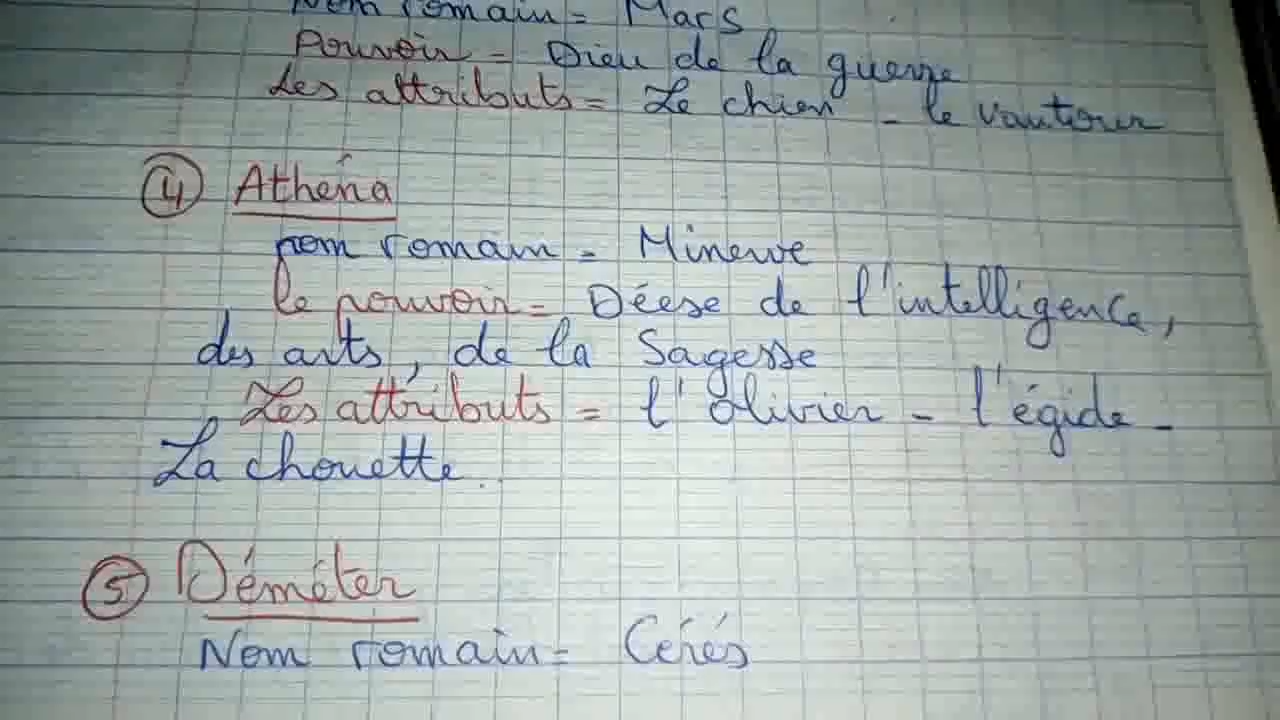 Nom romain = Mars
Pouvoir = Dieu de la guerre
Les attributs = Le chien - le vautour
④ Athéna
nom romain = Minerve
le pouvoir = Déese de l'intelligence,
des arts, de la Sagesse
Les attributs = l'olivier - l'égide -
La chouette.
⑤ Déméter
Nom romain = Cérés